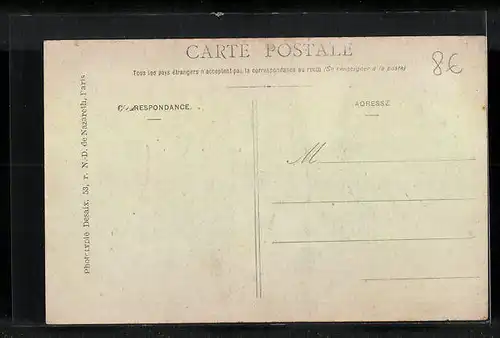 CARTE POSTALE
Tous les pays étrangers n'acceptent pas la correspondance au recto (Se renseigner à la poste)
8€
CORRESPONDANCE
ADRESSE
M
Phototypie Desaix, 53, r. N.-D. de Nazareth, Paris